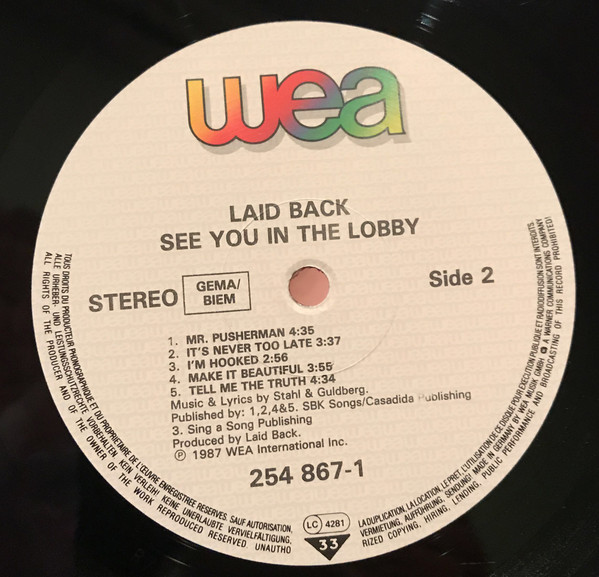 wea
LAID BACK
SEE YOU IN THE LOBBY
STEREO
GEMA/
BIEM
Side 2
1. MR. PUSHERMAN 4:35
2. IT'S NEVER TOO LATE 3:37
3. I'M HOOKED 2:56
4. MAKE IT BEAUTIFUL 3:55
5. TELL ME THE TRUTH 4:34
Music & Lyrics by Stahl & Guldberg.
Published by: 1,2,4&5. SBK Songs/Casadida Publishing
3. Sing a Song Publishing
Produced by Laid Back.
℗ 1987 WEA International Inc.
254 867-1
LC 4281
33
TOUS DROITS DU PRODUCTEUR PHONOGRAPHIQUE ET DU PROPRIETAIRE DE L'ŒUVRE ENREGISTREE RESERVES. SAUF AUTORISATION, LA DUPLICATION, LA LOCATION, LE PRET, L'UTILISATION DE CE DISQUE POUR EXECUTION PUBLIQUE ET RADIODIFFUSION SONT INTERDITS.
ALLE URHEBER- UND LEISTUNGSSCHUTZRECHTE VORBEHALTEN. KEIN VERLEIH! KEINE UNERLAUBTE VERVIELFÄLTIGUNG, VERMIETUNG, AUFFÜHRUNG, SENDUNG! MADE IN GERMANY BY WEA MUSIK GMBH A WARNER COMMUNICATIONS COMPANY
ALL RIGHTS OF THE PRODUCER AND OF THE OWNER OF THE WORK REPRODUCED RESERVED. UNAUTHORIZED COPYING, HIRING, LENDING, PUBLIC PERFORMANCE AND BROADCASTING OF THIS RECORD PROHIBITED!